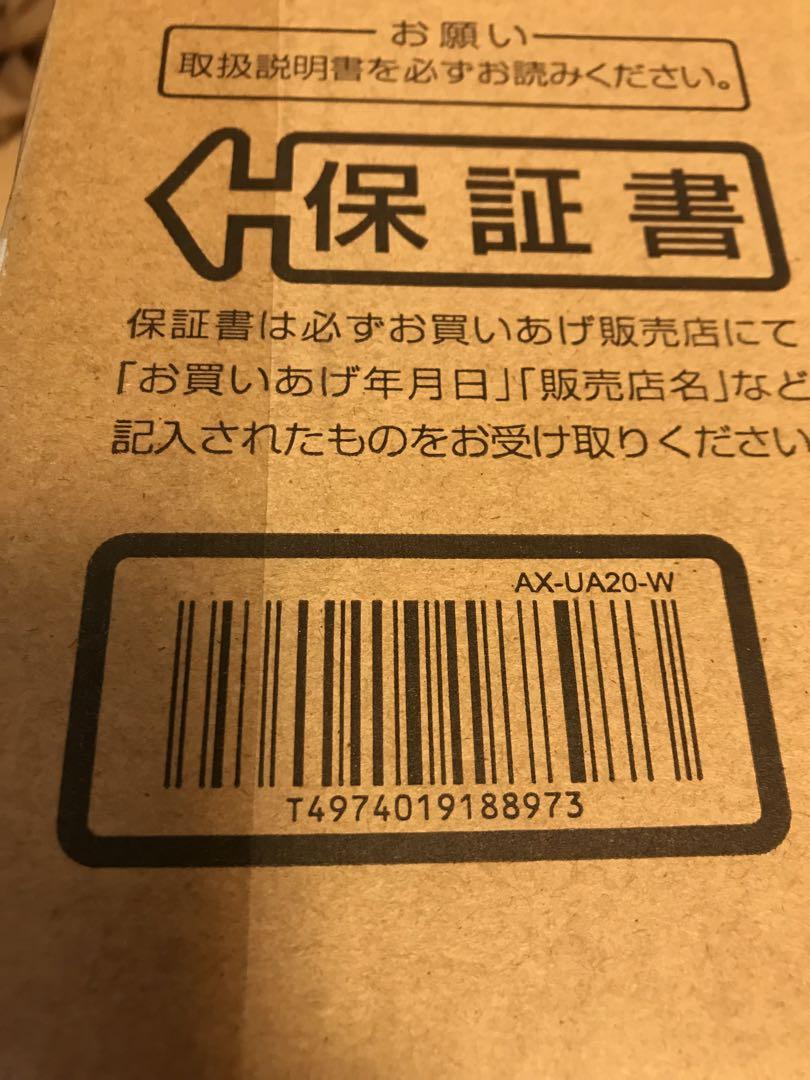 お願い
取扱説明書を必ずお読みください。
保証書
保証書は必ずお買いあげ販売店にて
「お買いあげ年月日」「販売店名」など
記入されたものをお受け取りください
AX-UA20-W
T4974019188973